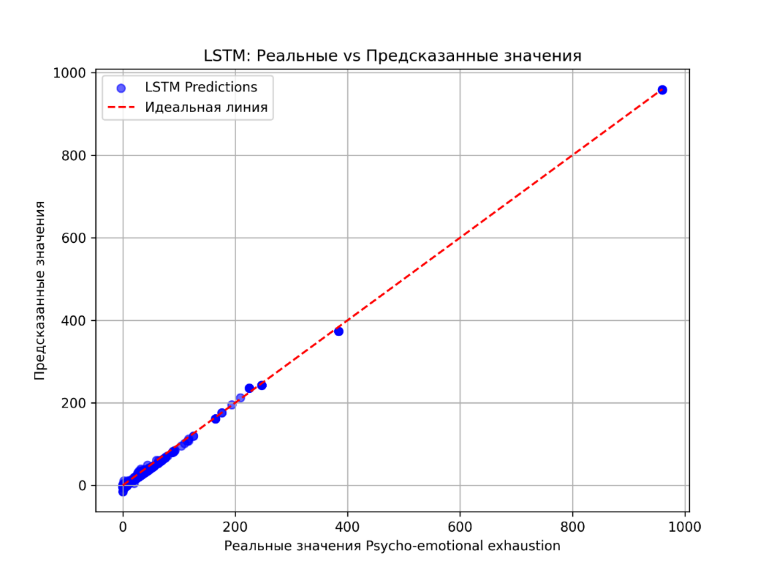 LSTM: Реальные vs Предсказанные значения
LSTM Predictions
Идеальная линия
Предсказанные значения
1000
800
600
400
200
0
0 200 400 600 800 1000
Реальные значения Psycho-emotional exhaustion